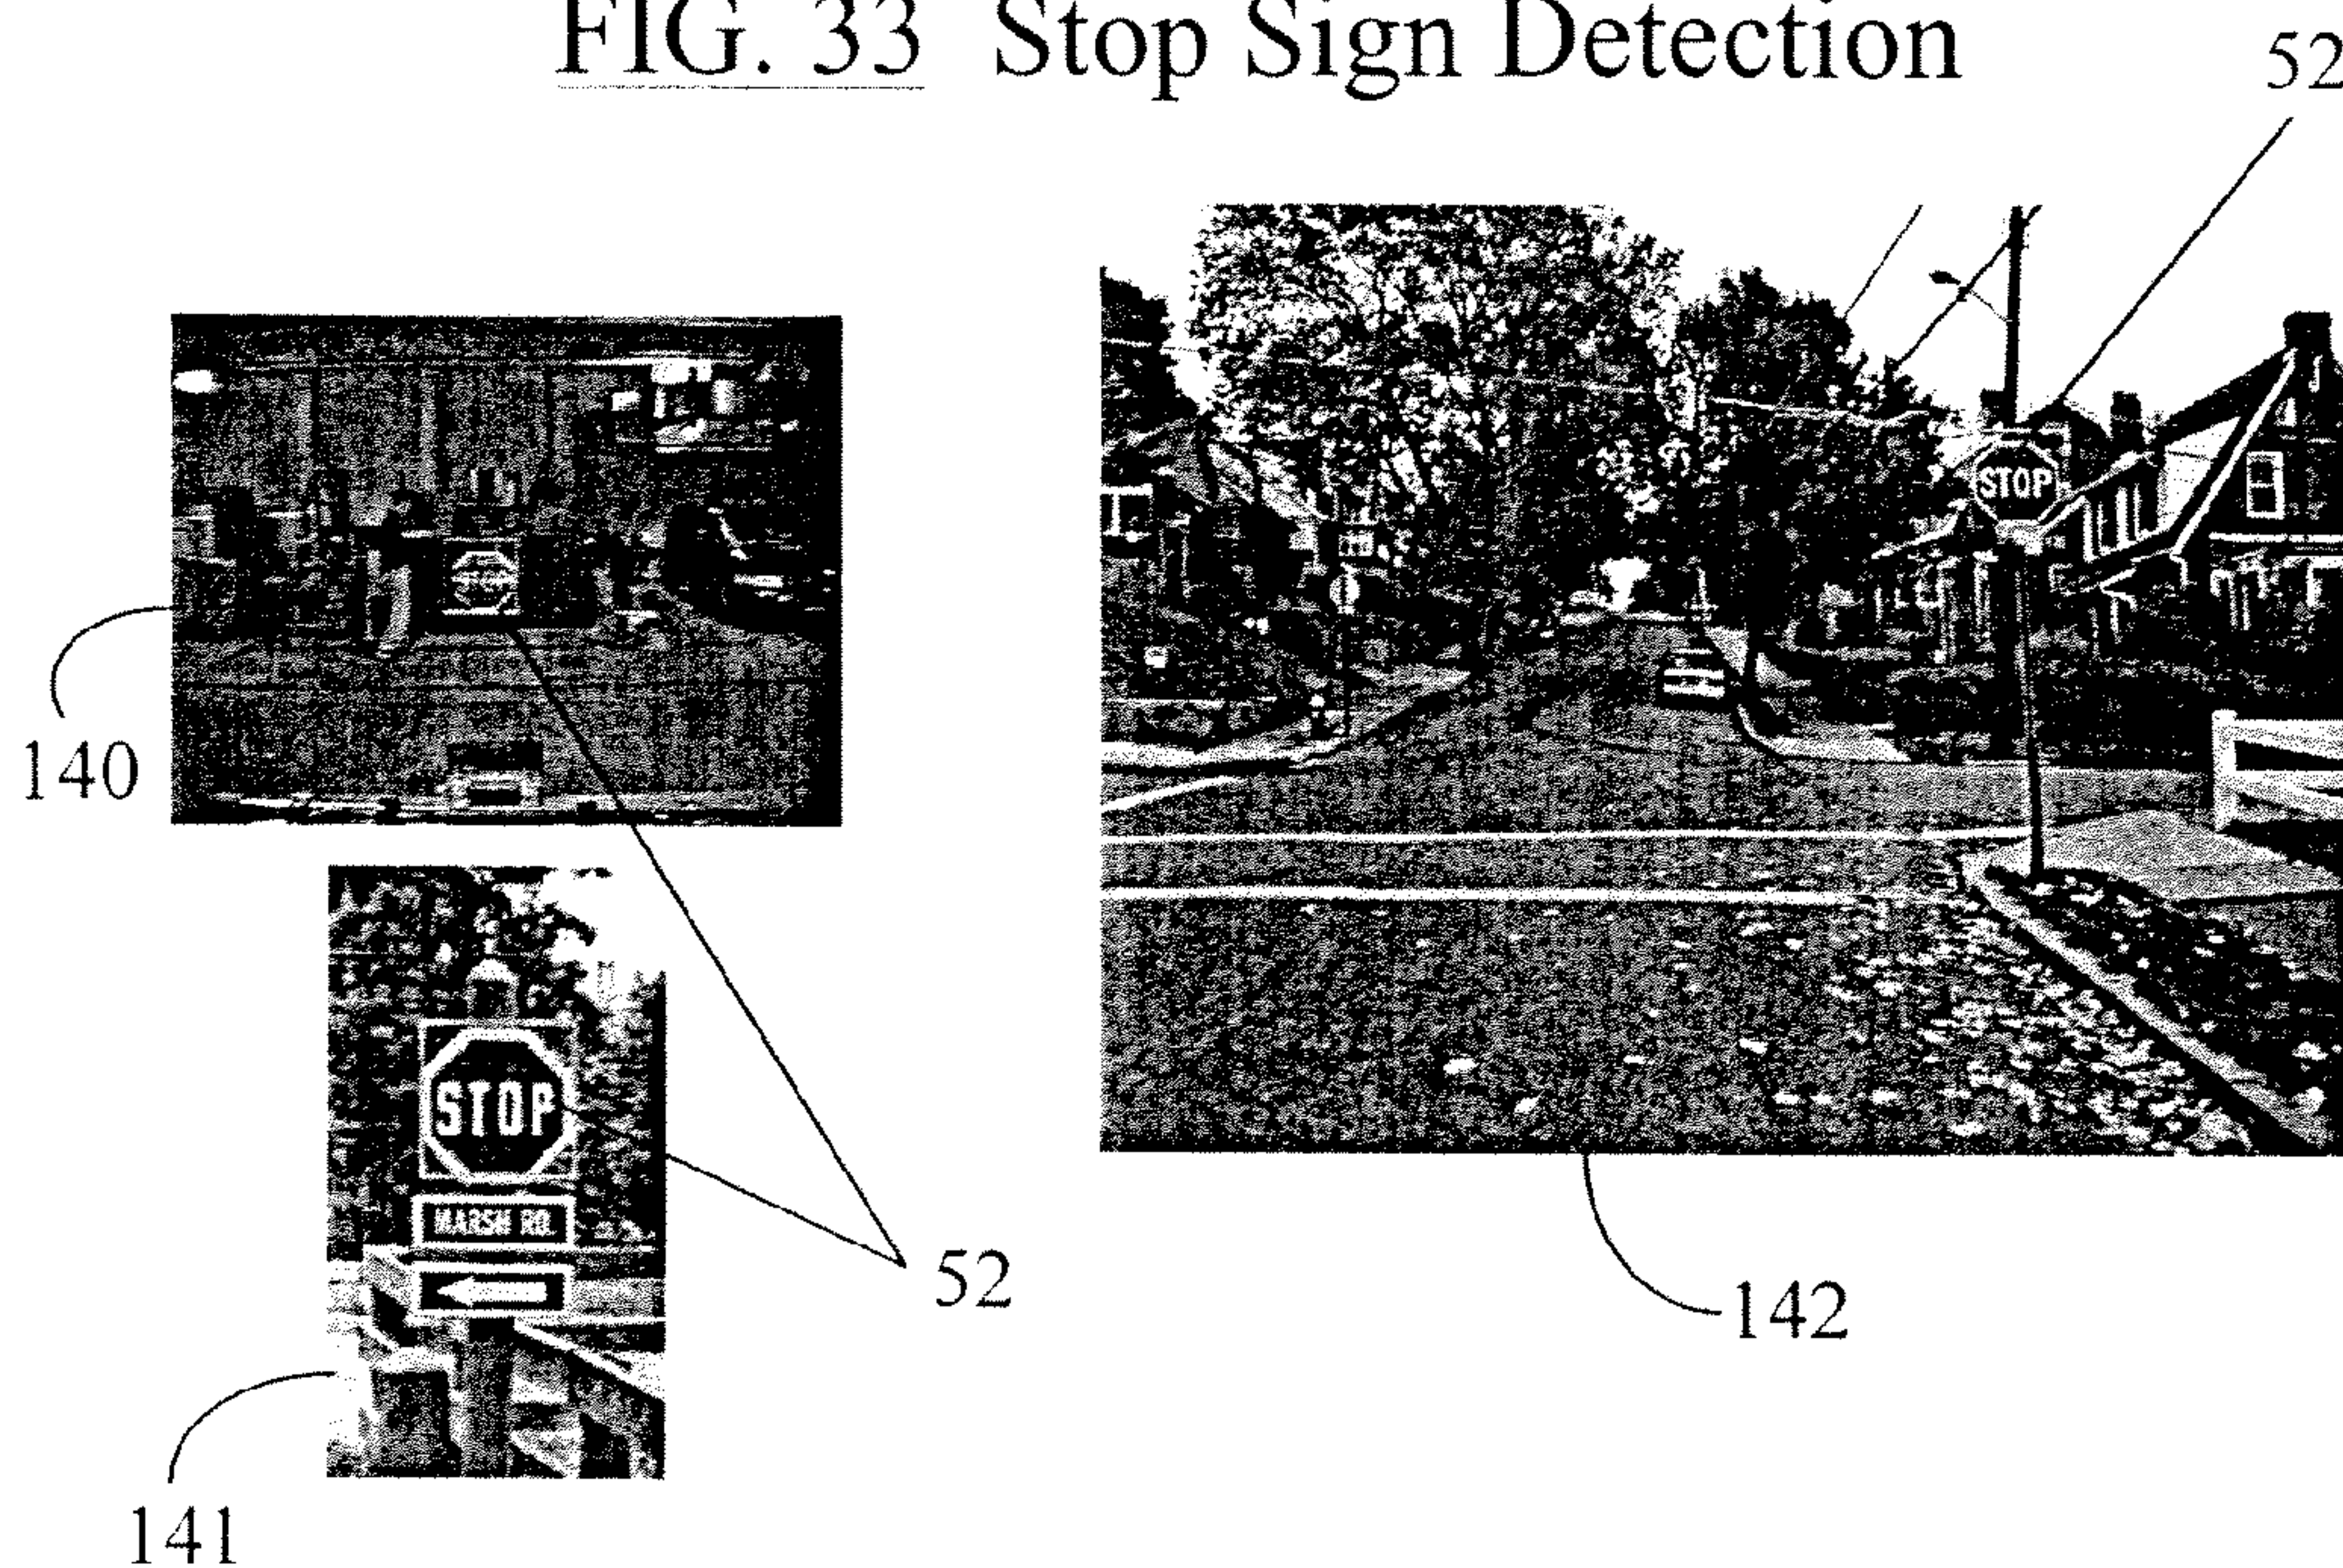 FIG. 33 Stop Sign Detection
52
STOP
STOP
140
STOP
MARSH RD.
52
142
141